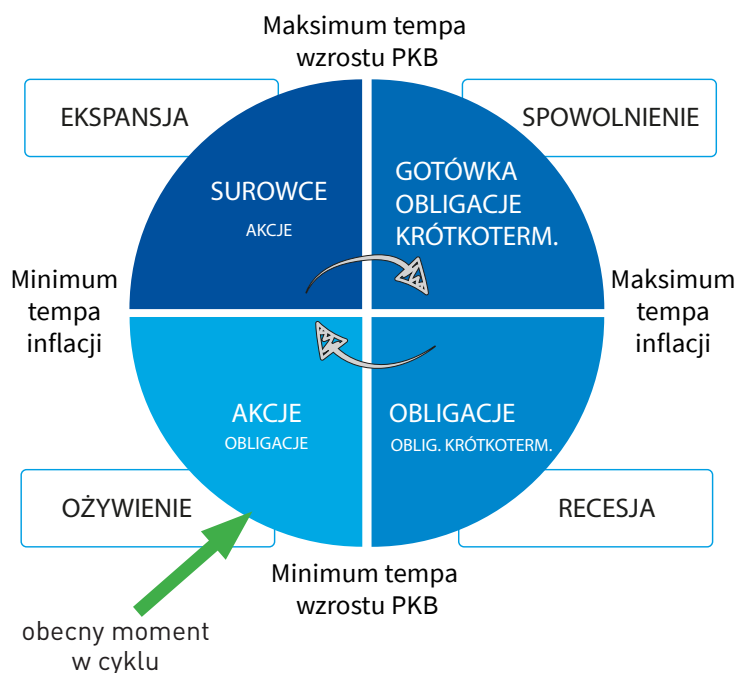 Maksimum tempa
wzrostu PKB
EKSPANSJA
SPOWOLNIENIE
SUROWCE
AKCJE
GOTÓWKA
OBLIGACJE
KRÓTKOTERM.
Minimum
tempa
inflacji
Maksimum
tempa
inflacji
AKCJE
OBLIGACJE
OBLIGACJE
OBLIG. KRÓTKOTERM.
OŻYWIENIE
RECESJA
Minimum tempa
wzrostu PKB
obecny moment
w cyklu